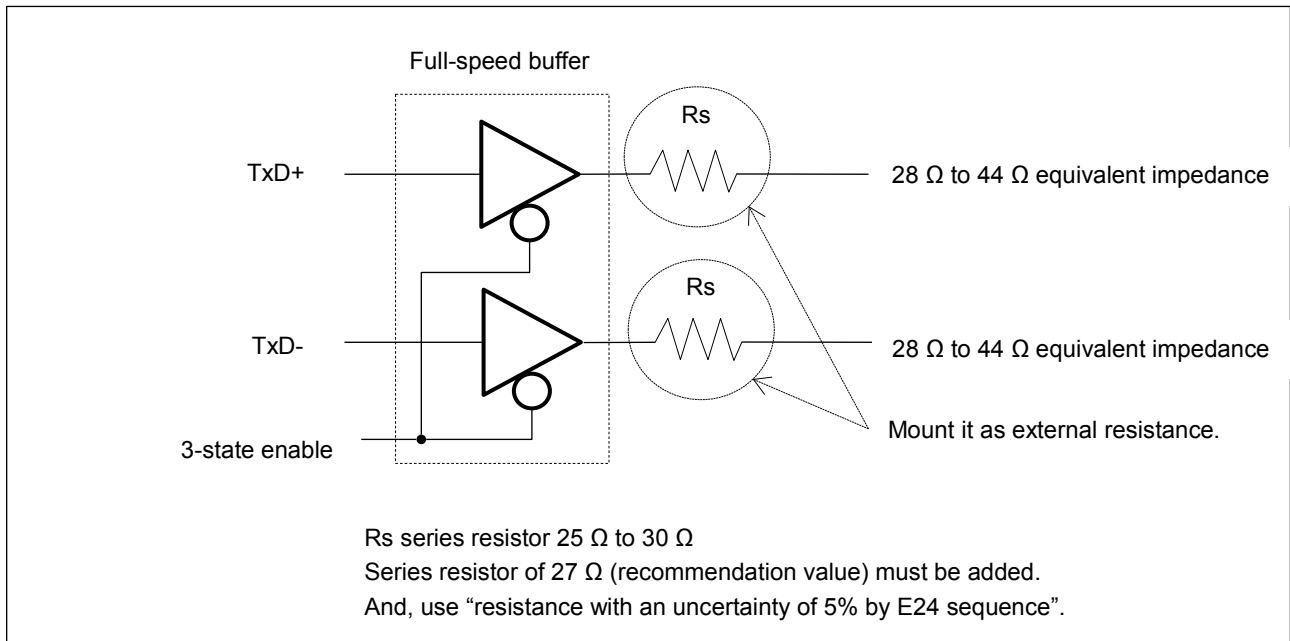 Full-speed buffer
Rs
TxD+
28 Ω to 44 Ω equivalent impedance
Rs
TxD-
28 Ω to 44 Ω equivalent impedance
Mount it as external resistance.
3-state enable
Rs series resistor 25 Ω to 30 Ω
Series resistor of 27 Ω (recommendation value) must be added.
And, use “resistance with an uncertainty of 5% by E24 sequence”.